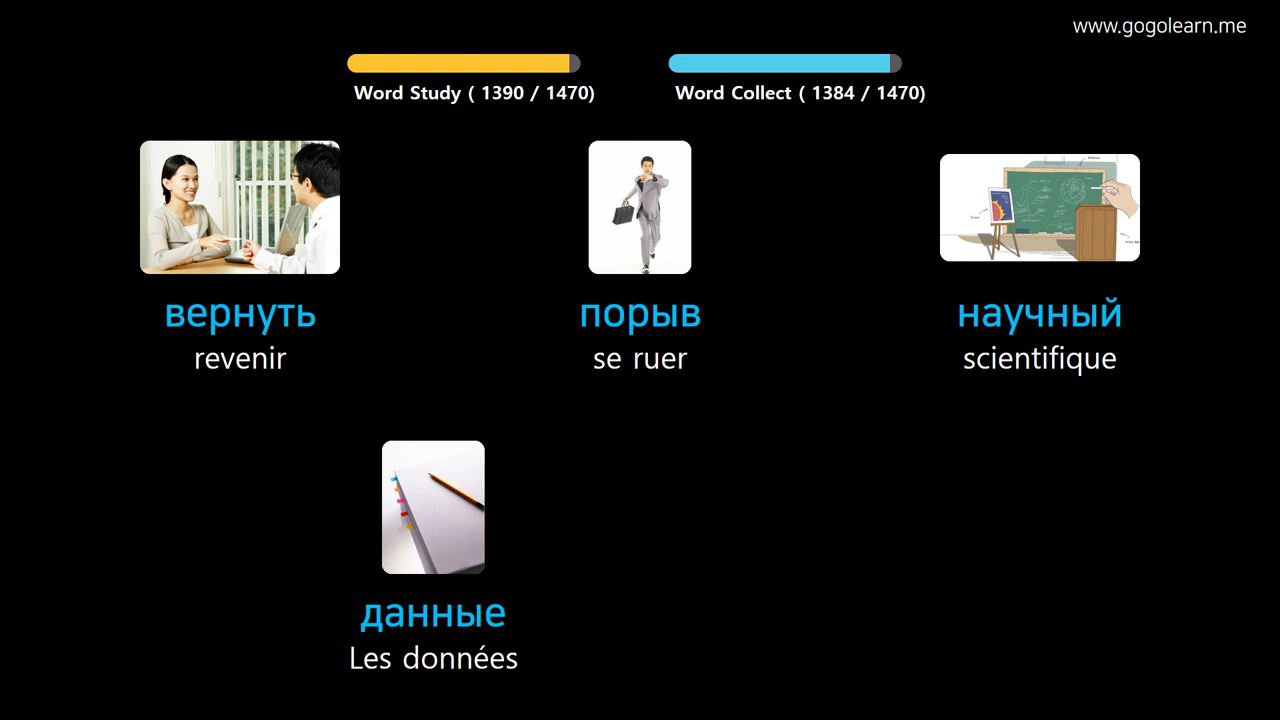 www.gogolearn.me
Word Study ( 1390 / 1470)
Word Collect ( 1384 / 1470)
вернуть
revenir
порыв
se ruer
научный
scientifique
данные
Les données